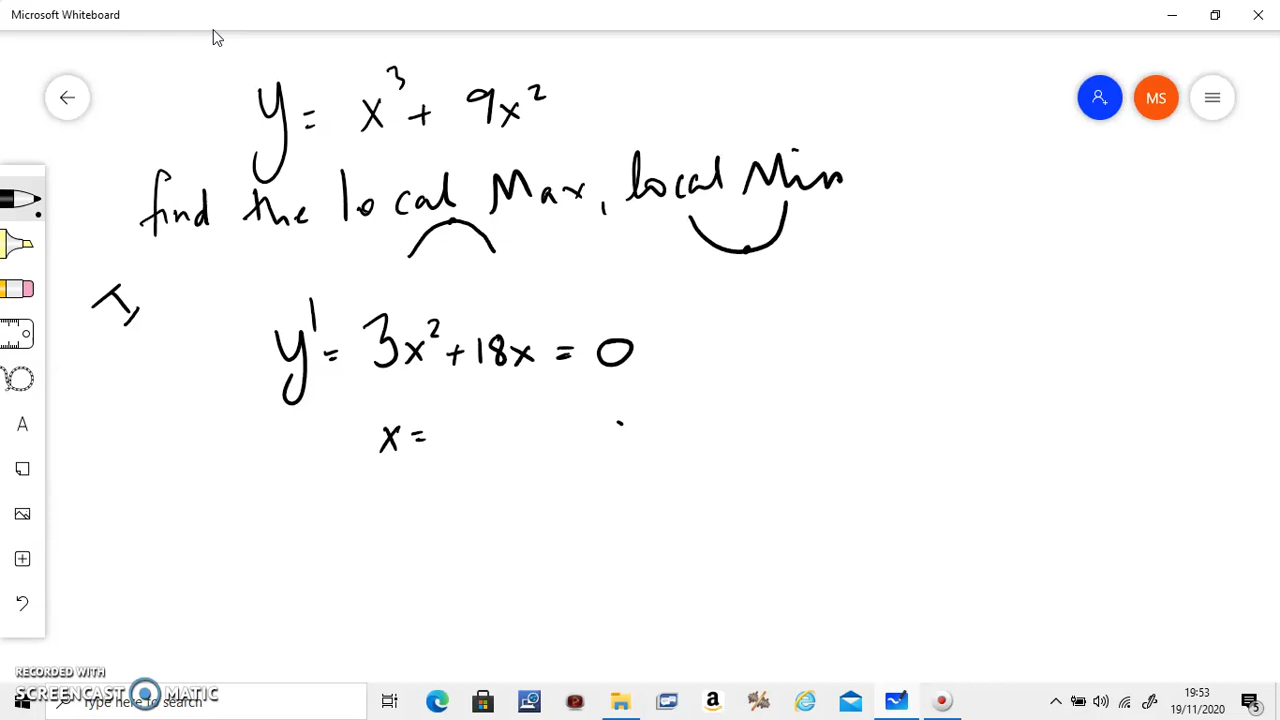 Microsoft Whiteboard
y = x³ + 9x²
MS
find the local Max, local Min
I
y' = 3x² + 18x = 0
x =
A
RECORDED WITH
SCREENCAST MATIC
Type here to search
a
19:53
19/11/2020
5